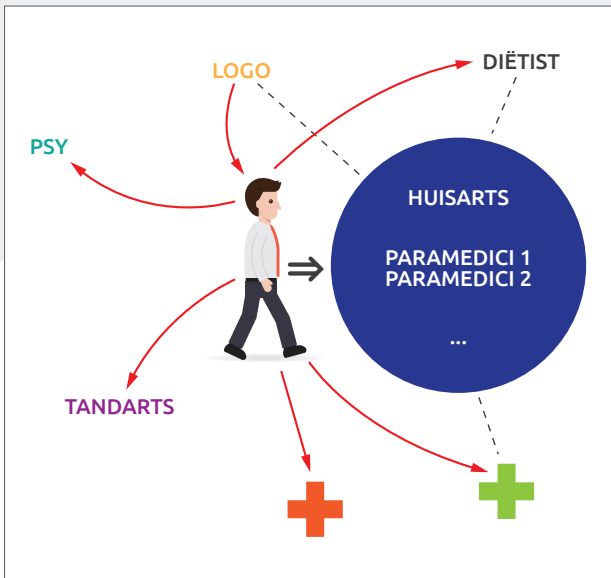 LOGO
DIËTIST
PSY
HUISARTS
PARAMEDICI 1
PARAMEDICI 2
...
TANDARTS